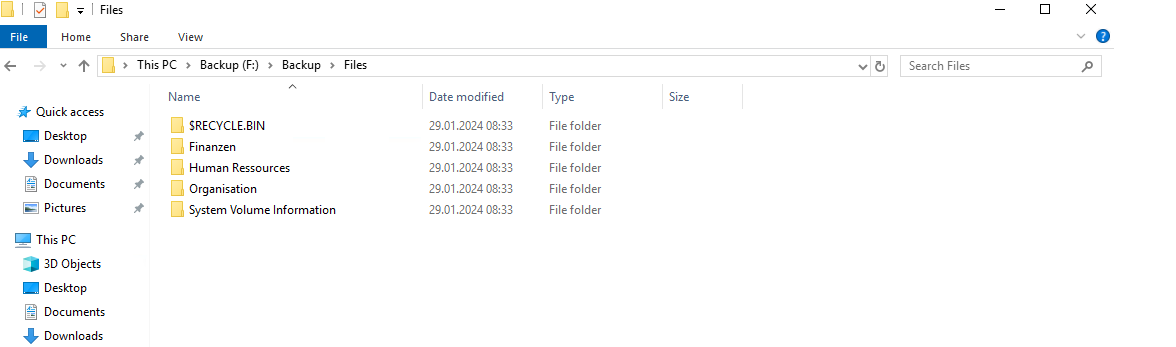 Files
File Home Share View
This PC Backup (F:) Backup Files Search Files
Name Date modified Type Size
Quick access
Desktop
Downloads
Documents
Pictures
This PC
3D Objects
Desktop
Documents
Downloads
$RECYCLE.BIN 29.01.2024 08:33 File folder
Finanzen 29.01.2024 08:33 File folder
Human Ressources 29.01.2024 08:33 File folder
Organisation 29.01.2024 08:33 File folder
System Volume Information 29.01.2024 08:33 File folder